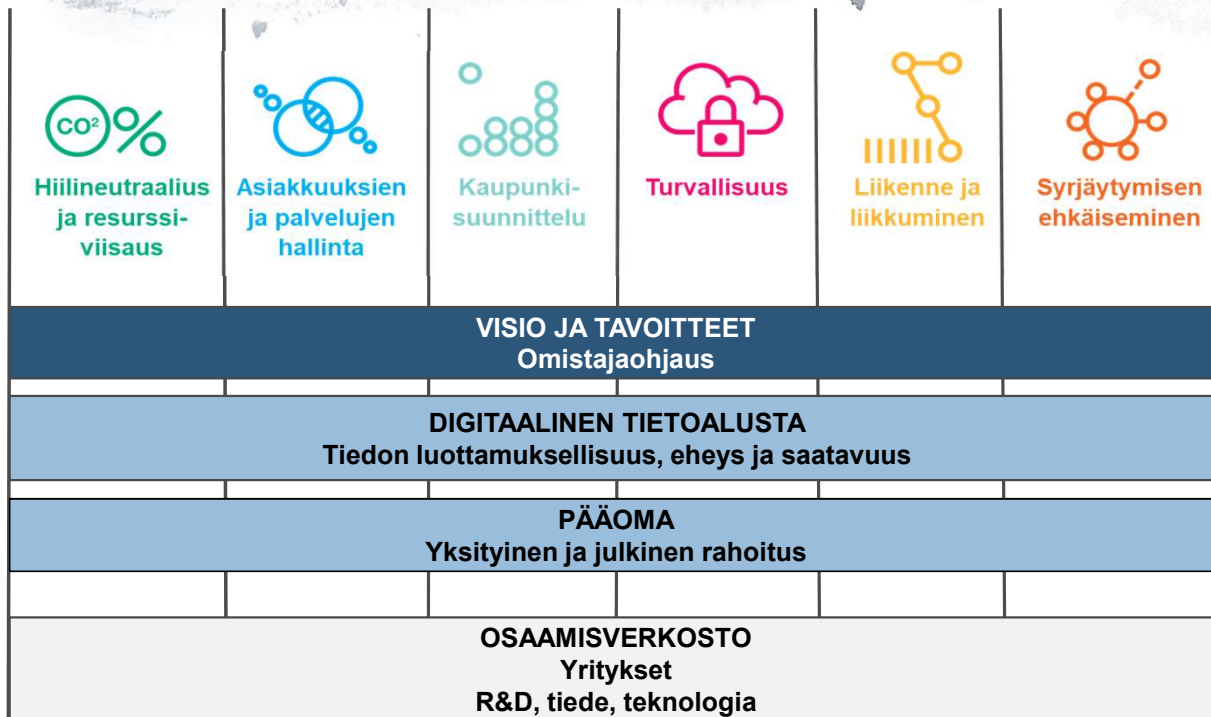 CO²
%
Hiilineutraalius
ja resurssi-
viisaus
Asiakkuuksien
ja palvelujen
hallinta
Kaupunki-
suunnittelu
Turvallisuus
Liikenne ja
liikkuminen
Syrjäytymisen
ehkäiseminen
VISIO JA TAVOITTEET
Omistajaohjaus
DIGITAALINEN TIETOALUSTA
Tiedon luottamuksellisuus, eheys ja saatavuus
PÄÄOMA
Yksityinen ja julkinen rahoitus
OSAAMISVERKOSTO
Yritykset
R&D, tiede, teknologia